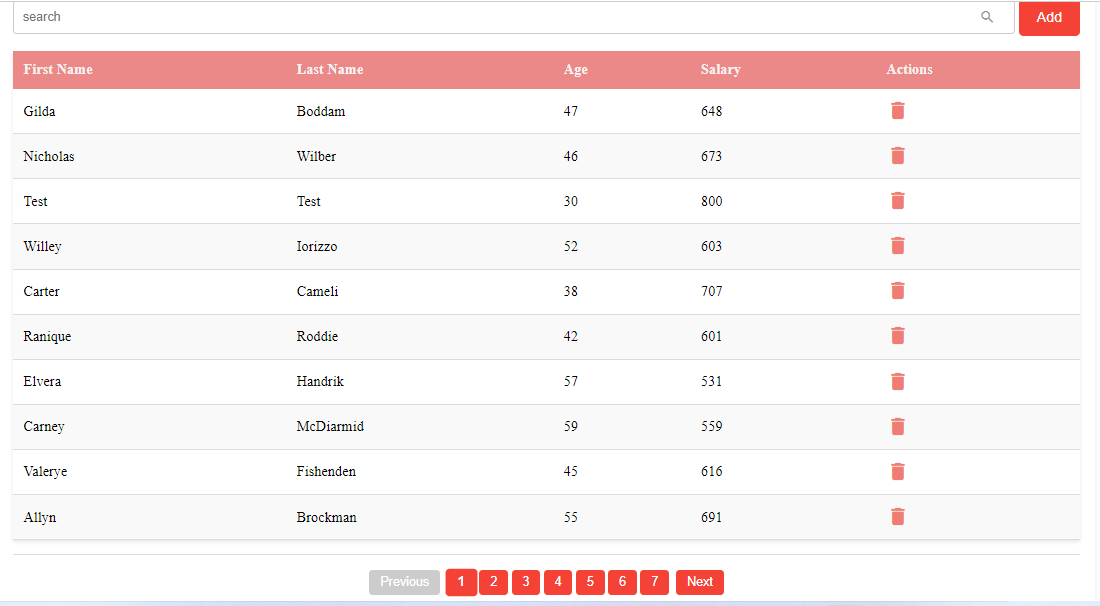 search Add
First Name Last Name Age Salary Actions
Gilda Boddam 47 648
Nicholas Wilber 46 673
Test Test 30 800
Willey Iorizzo 52 603
Carter Cameli 38 707
Ranique Roddie 42 601
Elvera Handrik 57 531
Carney McDiarmid 59 559
Valerye Fishenden 45 616
Allyn Brockman 55 691
Previous 1 2 3 4 5 6 7 Next